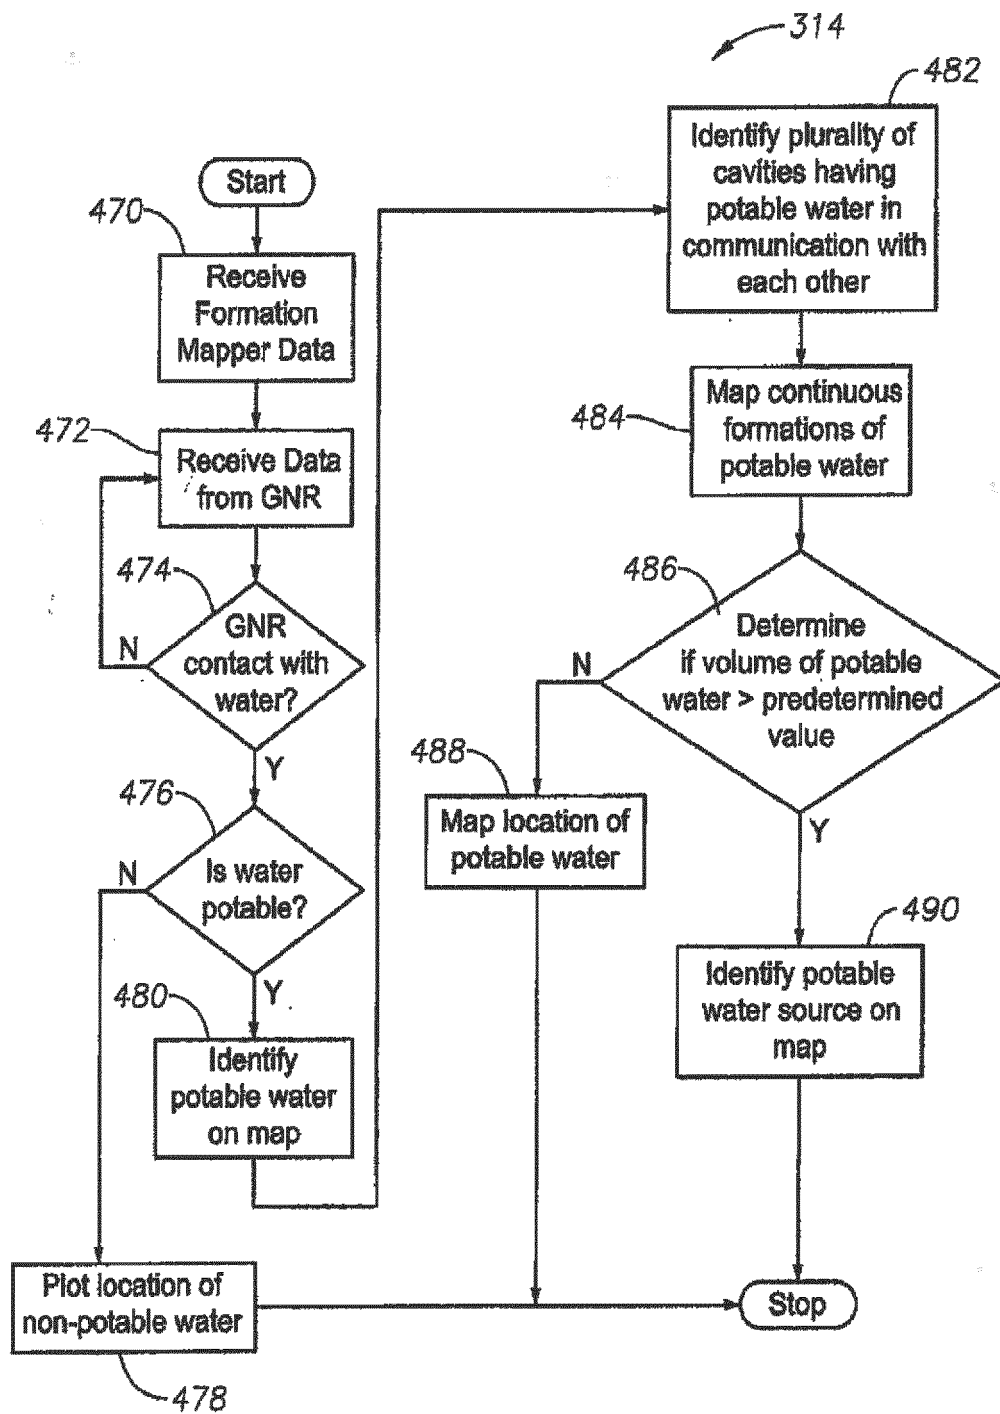 314
Start
470
Receive
Formation
Mapper Data
472
Receive Data
from GNR
474
GNR
contact with
water?
N
Y
476
Is water
potable?
N
Y
480
Identify
potable water
on map
Plot location of
non-potable water
478
482
Identify plurality of
cavities having
potable water in
communication with
each other
484
Map continuous
formations of
potable water
486
Determine
if volume of potable
water > predetermined
value
N
Y
488
Map location of
potable water
490
Identify potable
water source on
map
Stop